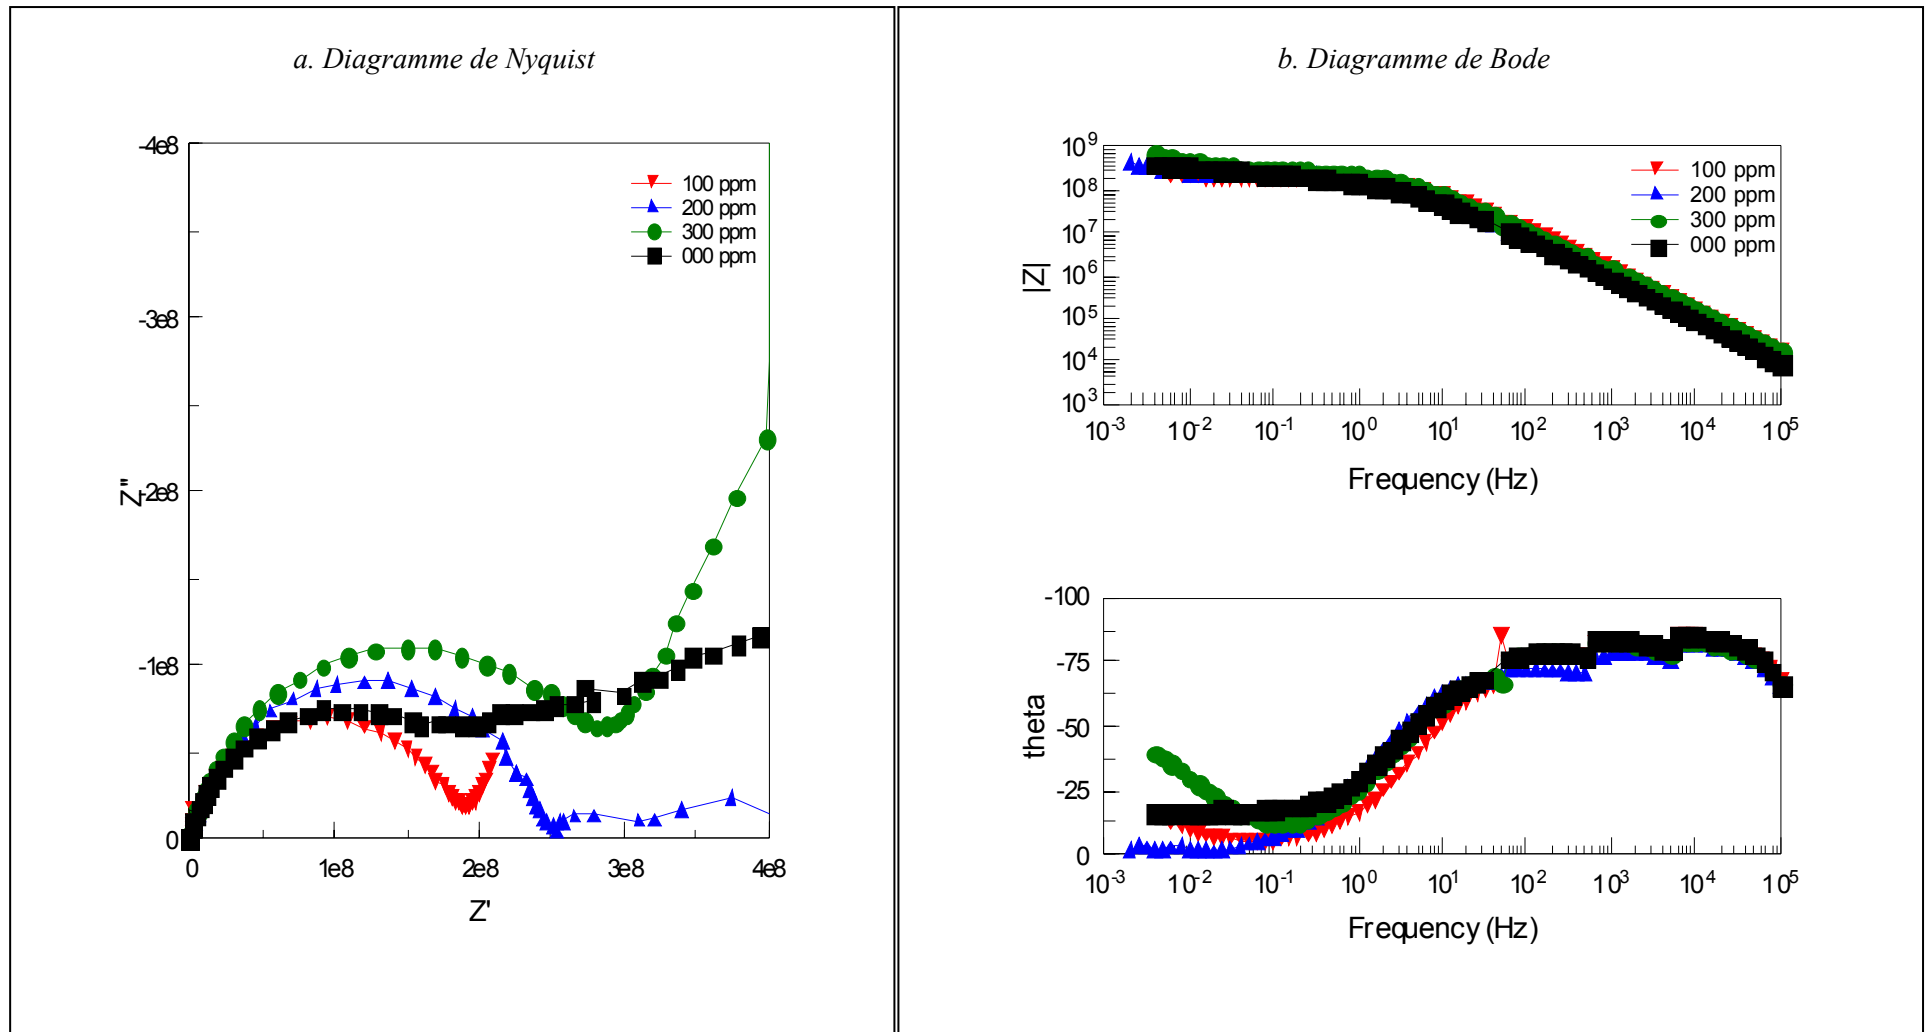 a. Diagramme de Nyquist
-4e8
-3e8
-2e8
-1e8
0
Z''
100 ppm
200 ppm
300 ppm
000 ppm
0 1e8 2e8 3e8 4e8
Z'
b. Diagramme de Bode
10^9
10^8
10^7
10^6
10^5
10^4
10^3
|Z|
100 ppm
200 ppm
300 ppm
000 ppm
10^-3 10^-2 10^-1 10^0 10^1 10^2 10^3 10^4 10^5
Frequency (Hz)
-100
-75
-50
-25
0
theta
10^-3 10^-2 10^-1 10^0 10^1 10^2 10^3 10^4 10^5
Frequency (Hz)